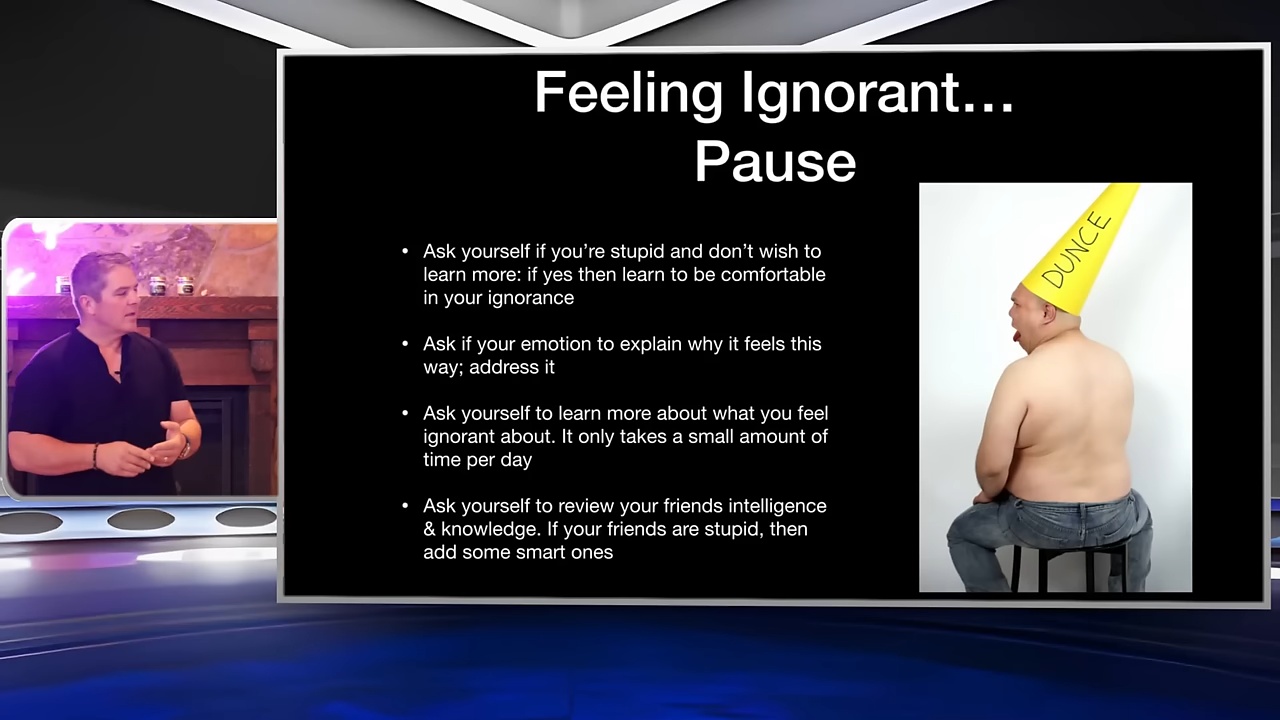 Feeling Ignorant...
Pause
• Ask yourself if you're stupid and don't wish to
learn more: if yes then learn to be comfortable
in your ignorance
• Ask if your emotion to explain why it feels this
way; address it
• Ask yourself to learn more about what you feel
ignorant about. It only takes a small amount of
time per day
• Ask yourself to review your friends intelligence
& knowledge. If your friends are stupid, then
add some smart ones
DUNCE